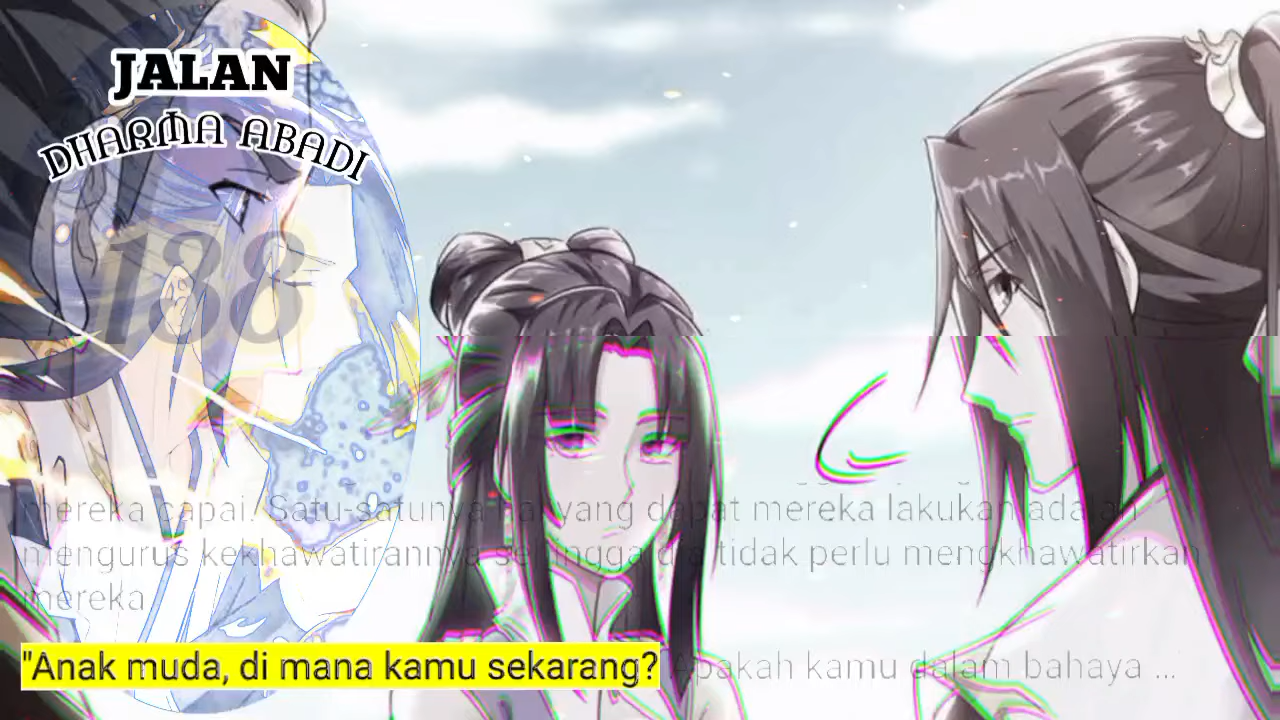 JALAN
DHARMA ABADI
188
mereka capai. Satu-satunya hal yang dapat mereka lakukan adalah
mengurus kekhawatirannya sehingga dia tidak perlu mengkhawatirkan
mereka
"Anak muda, di mana kamu sekarang? Apakah kamu dalam bahaya ...